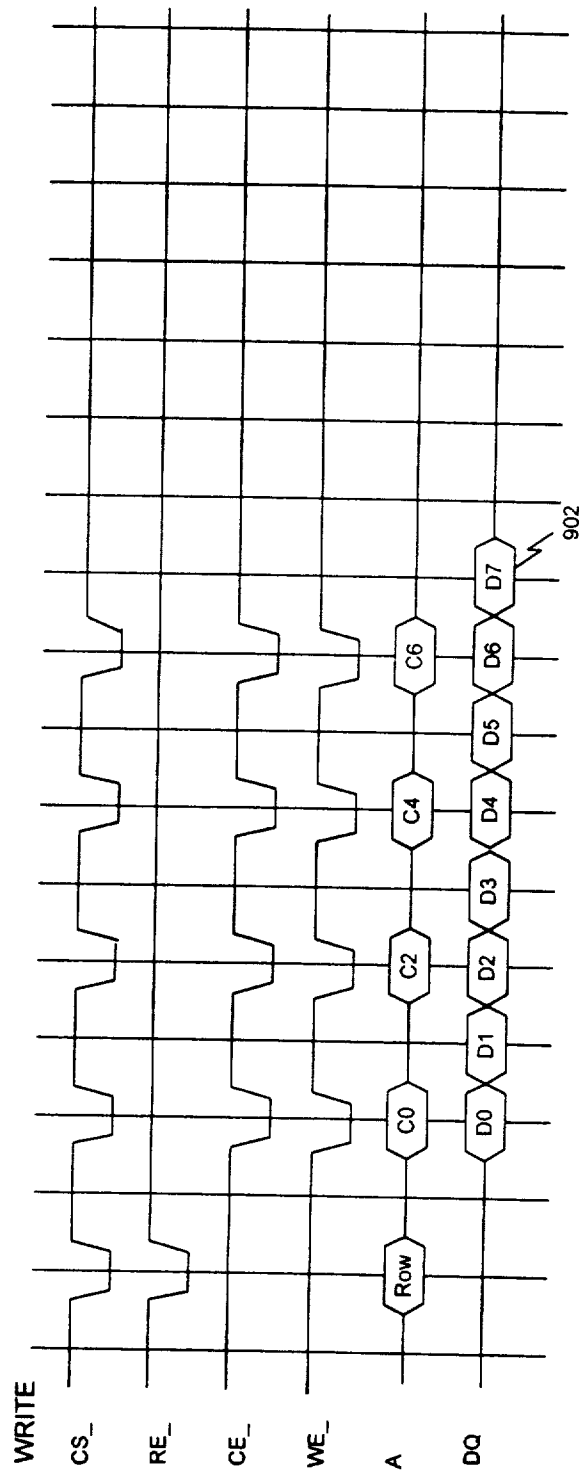 WRITE
CS_
RE_
CE_
WE_
A Row C0 C2 C4 C6
DQ D0 D1 D2 D3 D4 D5 D6 D7
902